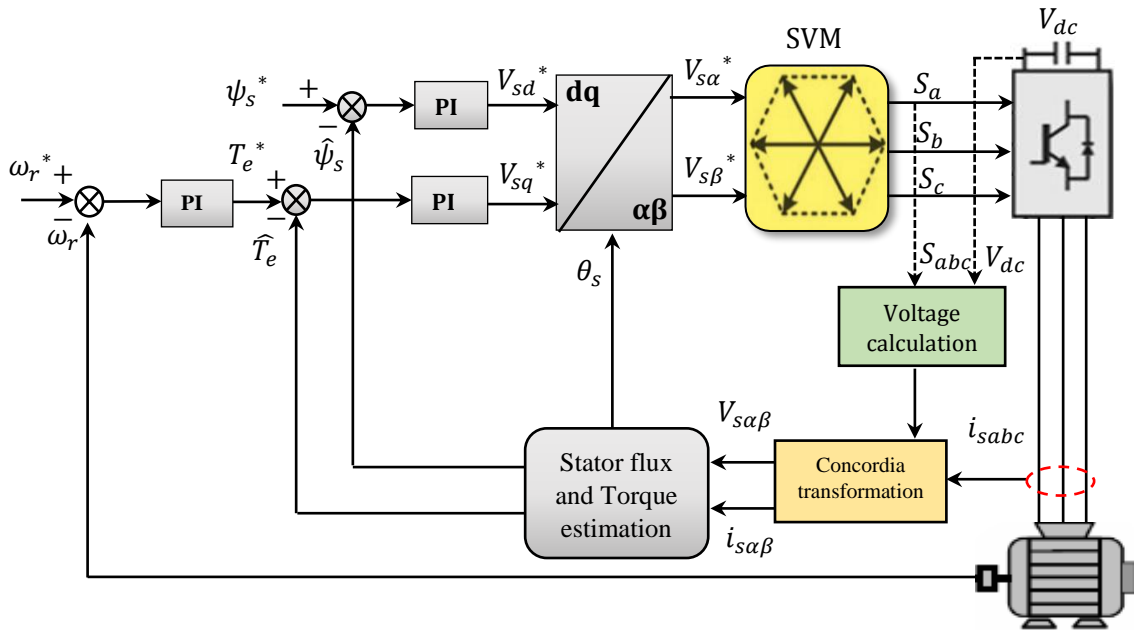 V_dc
SVM
ψ_s* +
−
PI
V_sd*
dq
αβ
V_sα*
S_a
S_b
S_c
ω_r* +
−
ω_r
PI
T_e* +
−
T̂_e
ψ̂_s
PI
V_sq*
V_sβ*
θ_s
S_abc
V_dc
Voltage
calculation
V_sαβ
i_sabc
Stator flux
and Torque
estimation
Concordia
transformation
i_sαβ